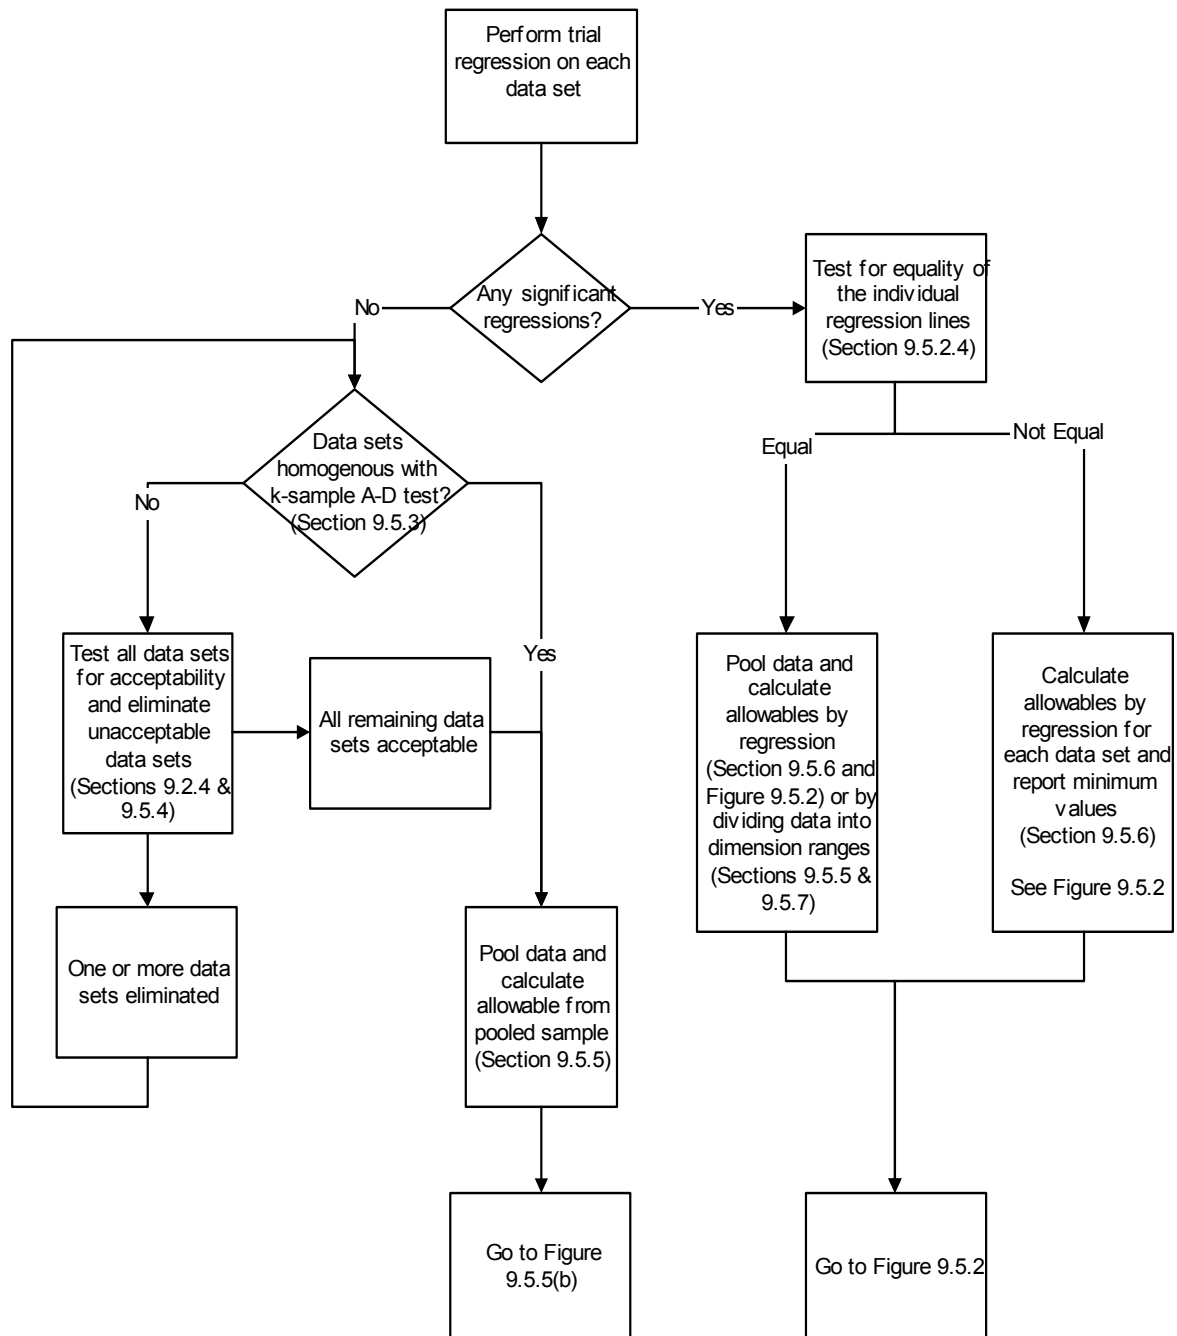 Perform trial
regression on each
data set
Any significant
regressions?
No
Yes
Test for equality of
the individual
regression lines
(Section 9.5.2.4)
Data sets
homogenous with
k-sample A-D test?
(Section 9.5.3)
No
Yes
Equal
Not Equal
Test all data sets
for acceptability
and eliminate
unacceptable
data sets
(Sections 9.2.4 &
9.5.4)
All remaining data
sets acceptable
Pool data and
calculate
allowables by
regression
(Section 9.5.6 and
Figure 9.5.2) or by
dividing data into
dimension ranges
(Sections 9.5.5 &
9.5.7)
Calculate
allowables by
regression for
each data set and
report minimum
values
(Section 9.5.6)
See Figure 9.5.2
One or more data
sets eliminated
Pool data and
calculate
allowable from
pooled sample
(Section 9.5.5)
Go to Figure
9.5.5(b)
Go to Figure 9.5.2